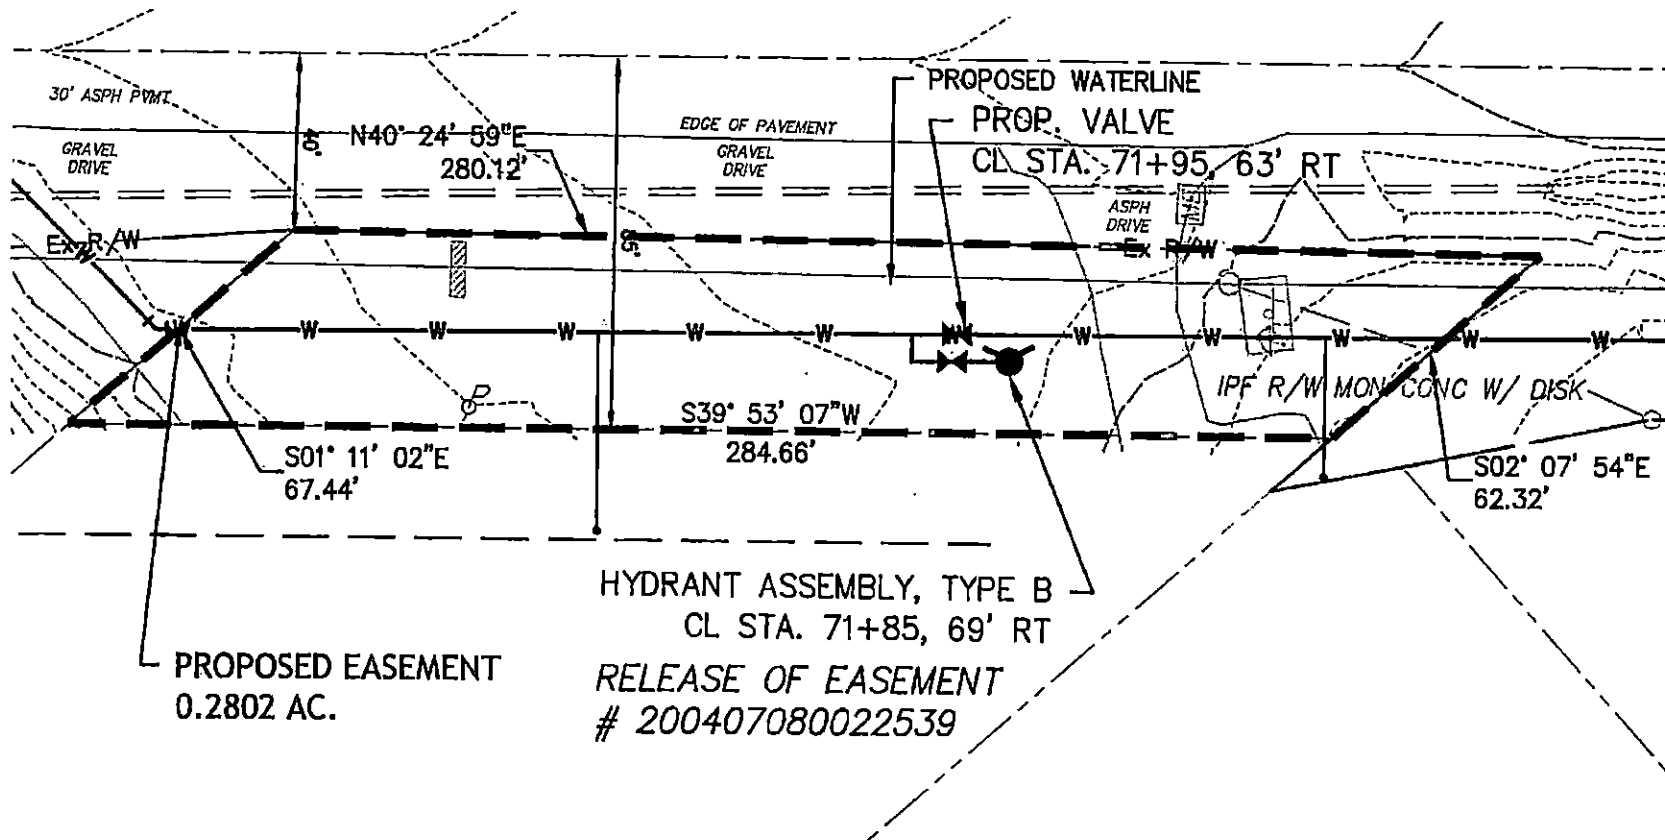 PROPOSED WATERLINE
30' ASPH PVMT
PROP. VALVE
EDGE OF PAVEMENT
N40° 24' 59"E
280.12'
40'
GRAVEL
DRIVE
GRAVEL
DRIVE
CL STA. 71+95, 63' RT
ASPH
DRIVE
Ex R/W
Ex R/W
W
W
W
W
W
W
W
W
W
W
W
W
P
IPF R/W MON CONC W/ DISK
S39° 53' 07"W
284.66'
S01° 11' 02"E
67.44'
S02° 07' 54"E
62.32'
HYDRANT ASSEMBLY, TYPE B
CL STA. 71+85, 69' RT
PROPOSED EASEMENT
0.2802 AC.
RELEASE OF EASEMENT
# 200407080022539